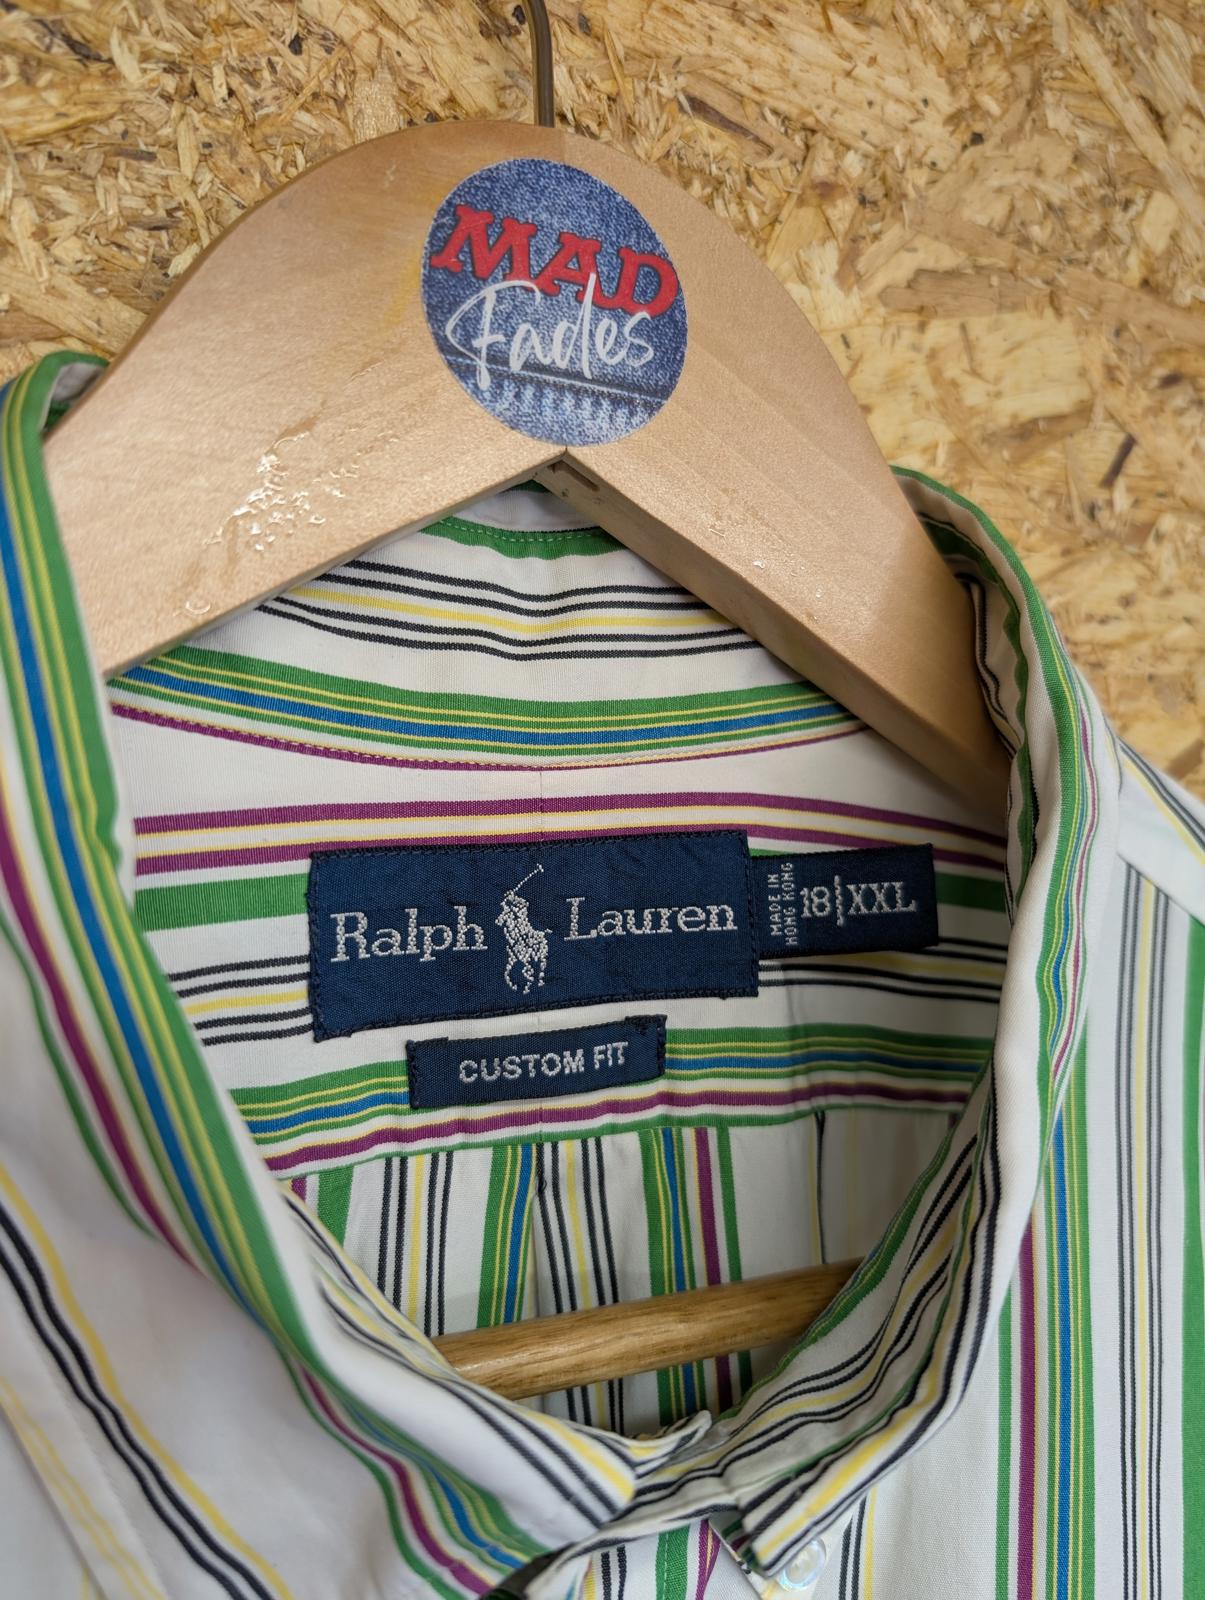 MAD
Fades
Ralph Lauren
MADE IN
HONG KONG
18/XXL
CUSTOM FIT